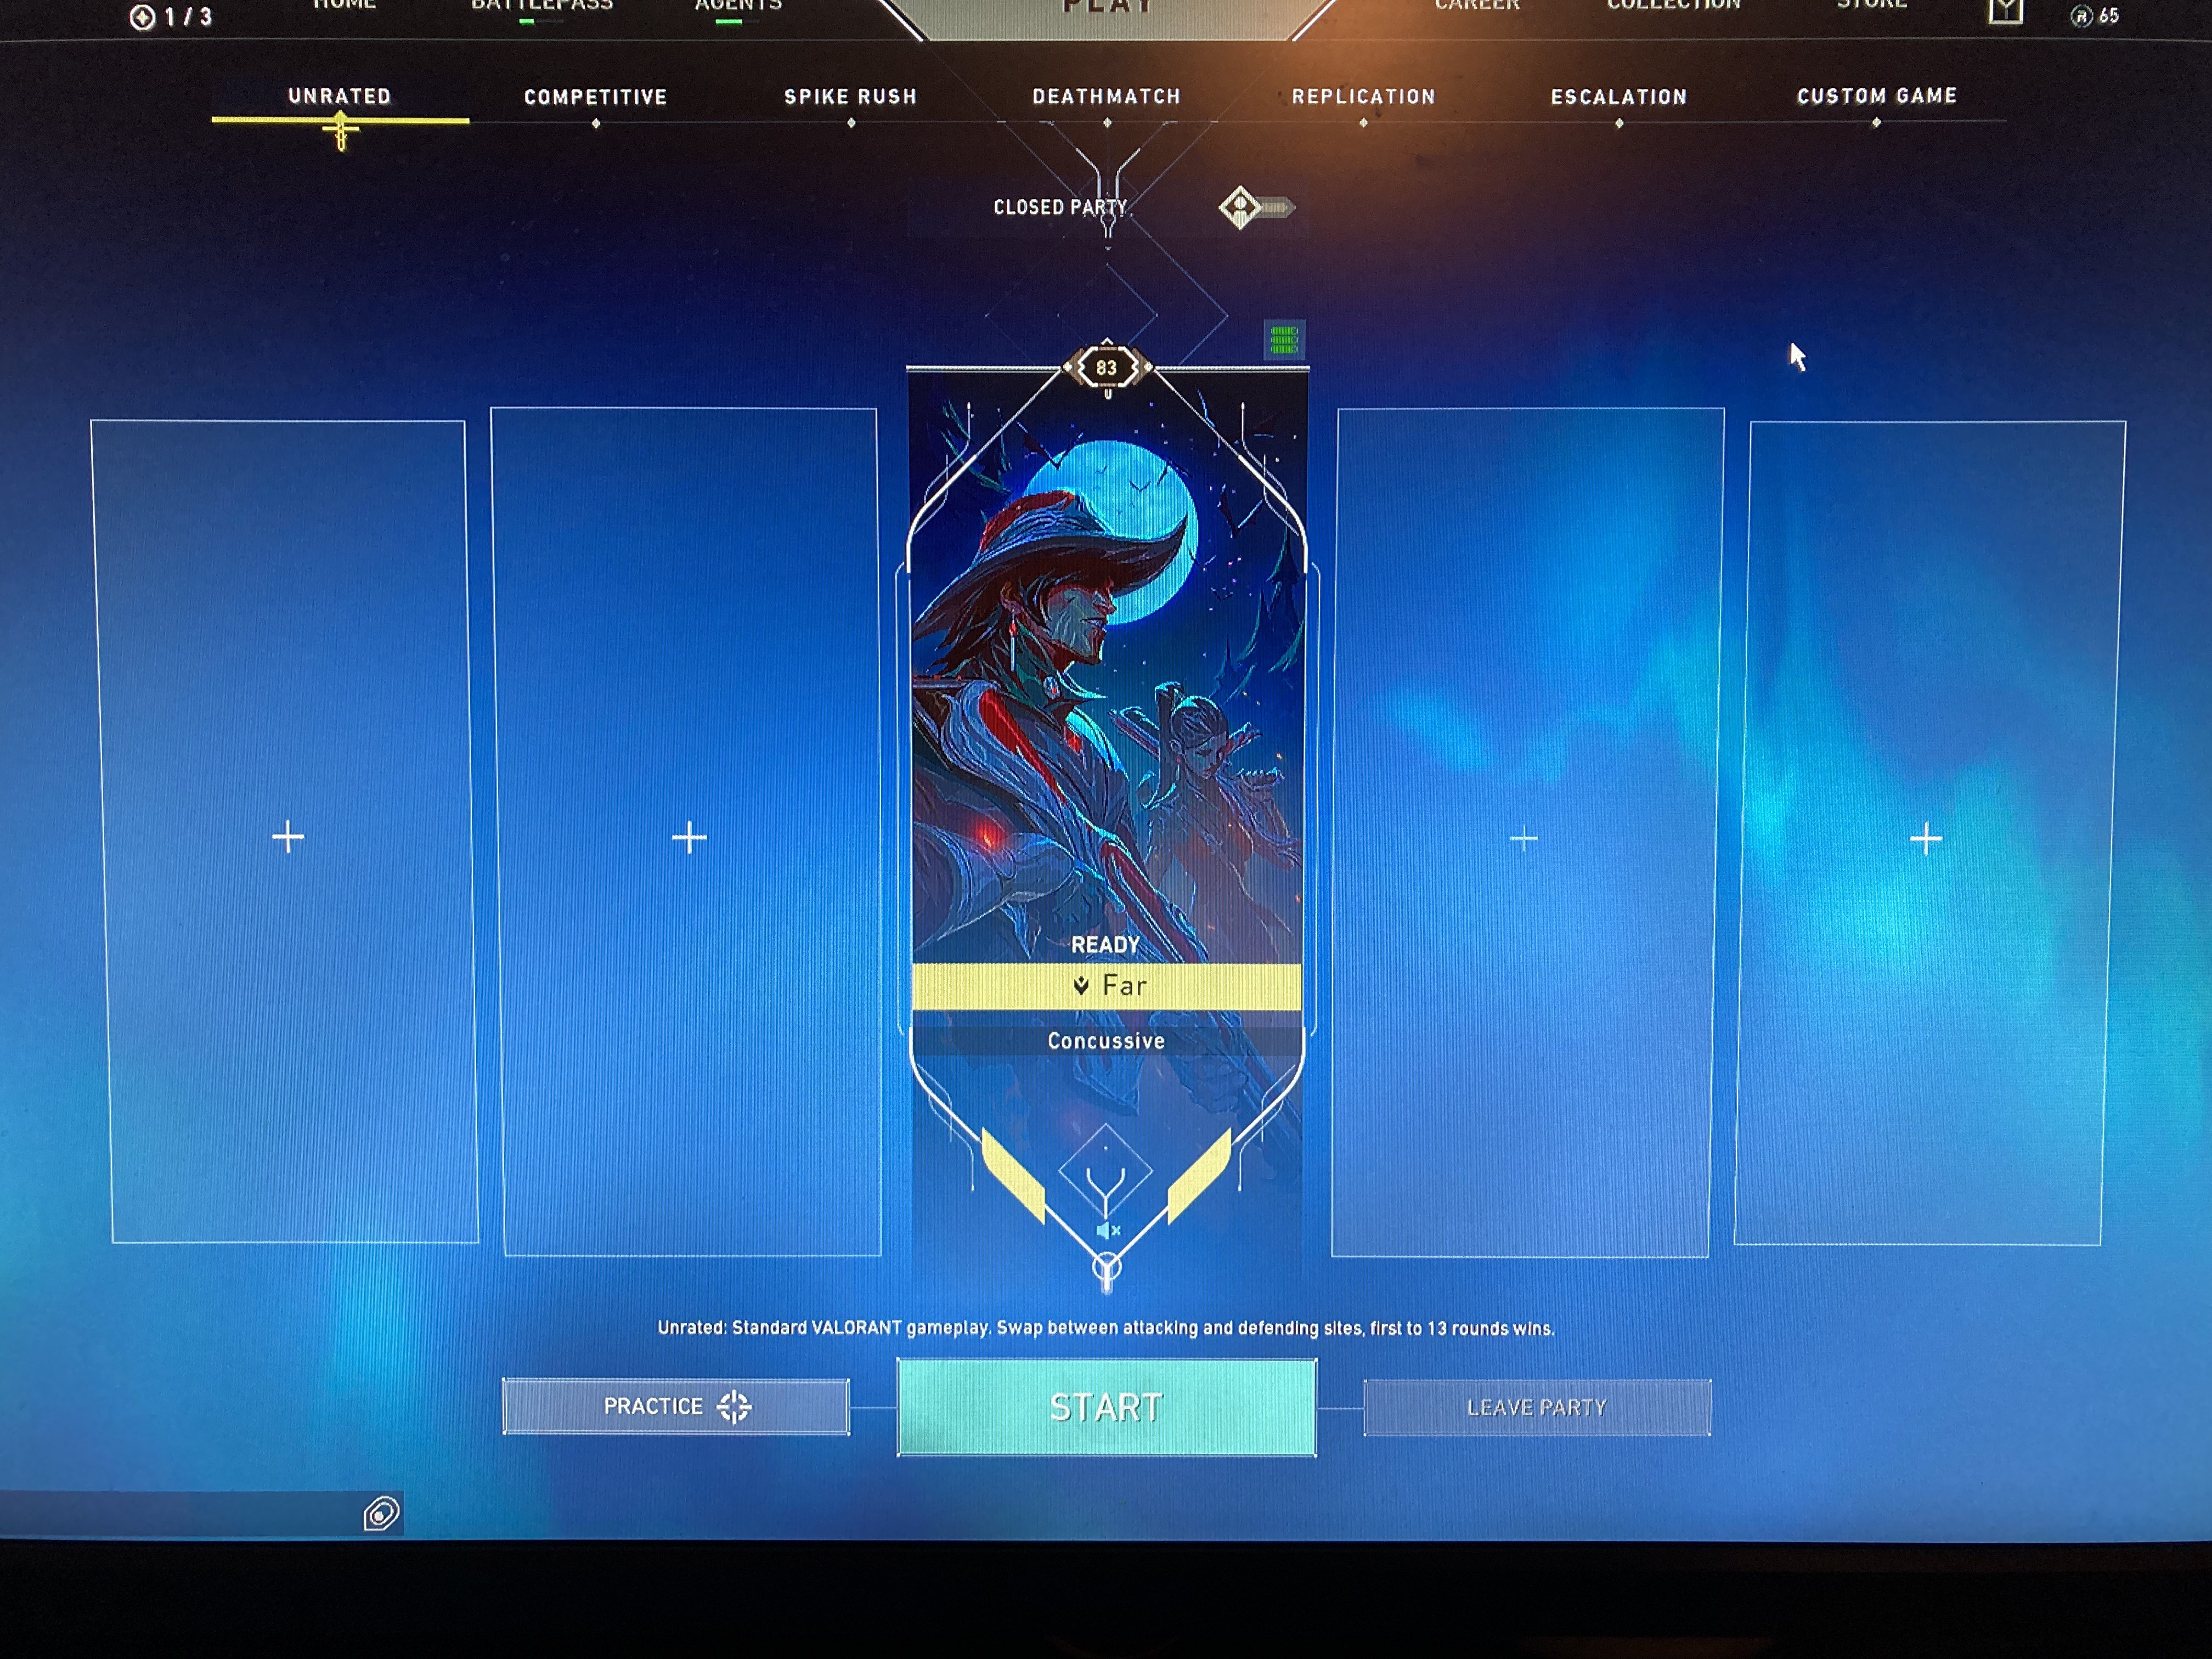 1 / 3
HOME BATTLEPASS AGENTS PLAY CAREER COLLECTION STORE 65
UNRATED COMPETITIVE SPIKE RUSH DEATHMATCH REPLICATION ESCALATION CUSTOM GAME
CLOSED PARTY
83
READY
Far
Concussive
Unrated: Standard VALORANT gameplay. Swap between attacking and defending sites, first to 13 rounds wins.
PRACTICE START LEAVE PARTY